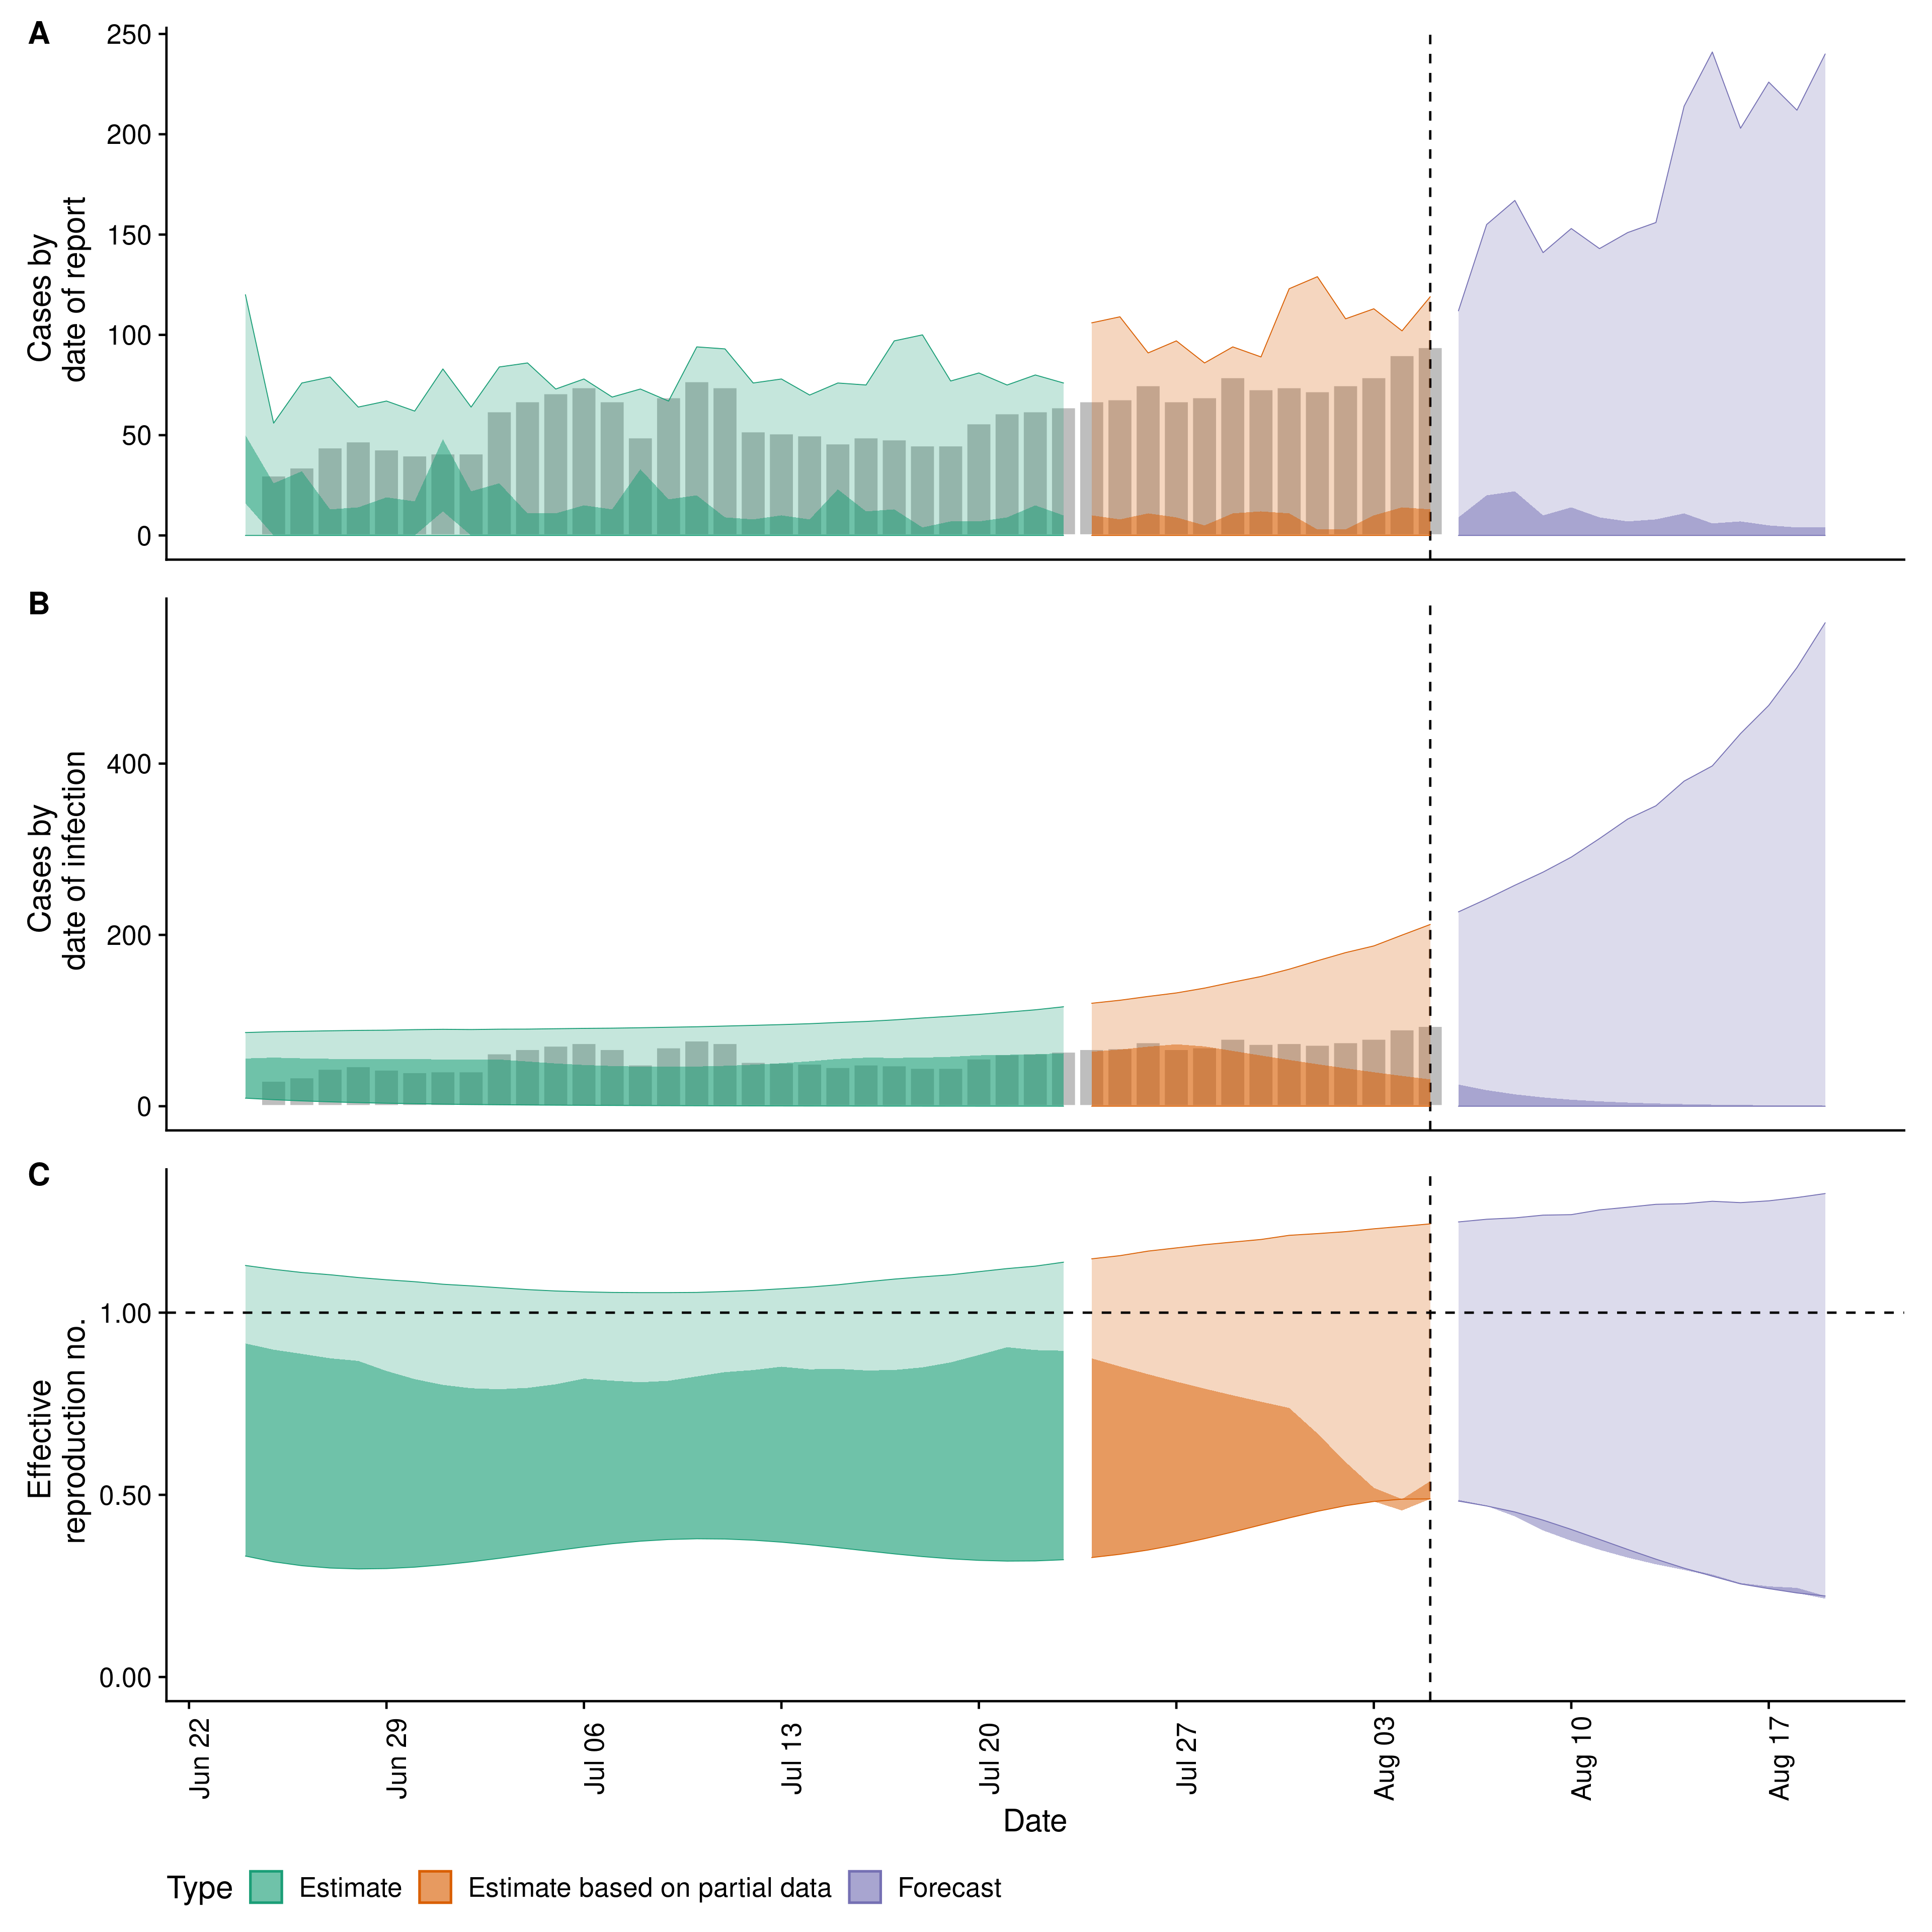 A
250
200
150
100
50
0
Cases by
date of report
B
400
200
0
Cases by
date of infection
C
1.00
0.50
0.00
Effective
reproduction no.
Jun 22
Jun 29
Jul 06
Jul 13
Jul 20
Jul 27
Aug 03
Aug 10
Aug 17
Date
Type Estimate Estimate based on partial data Forecast